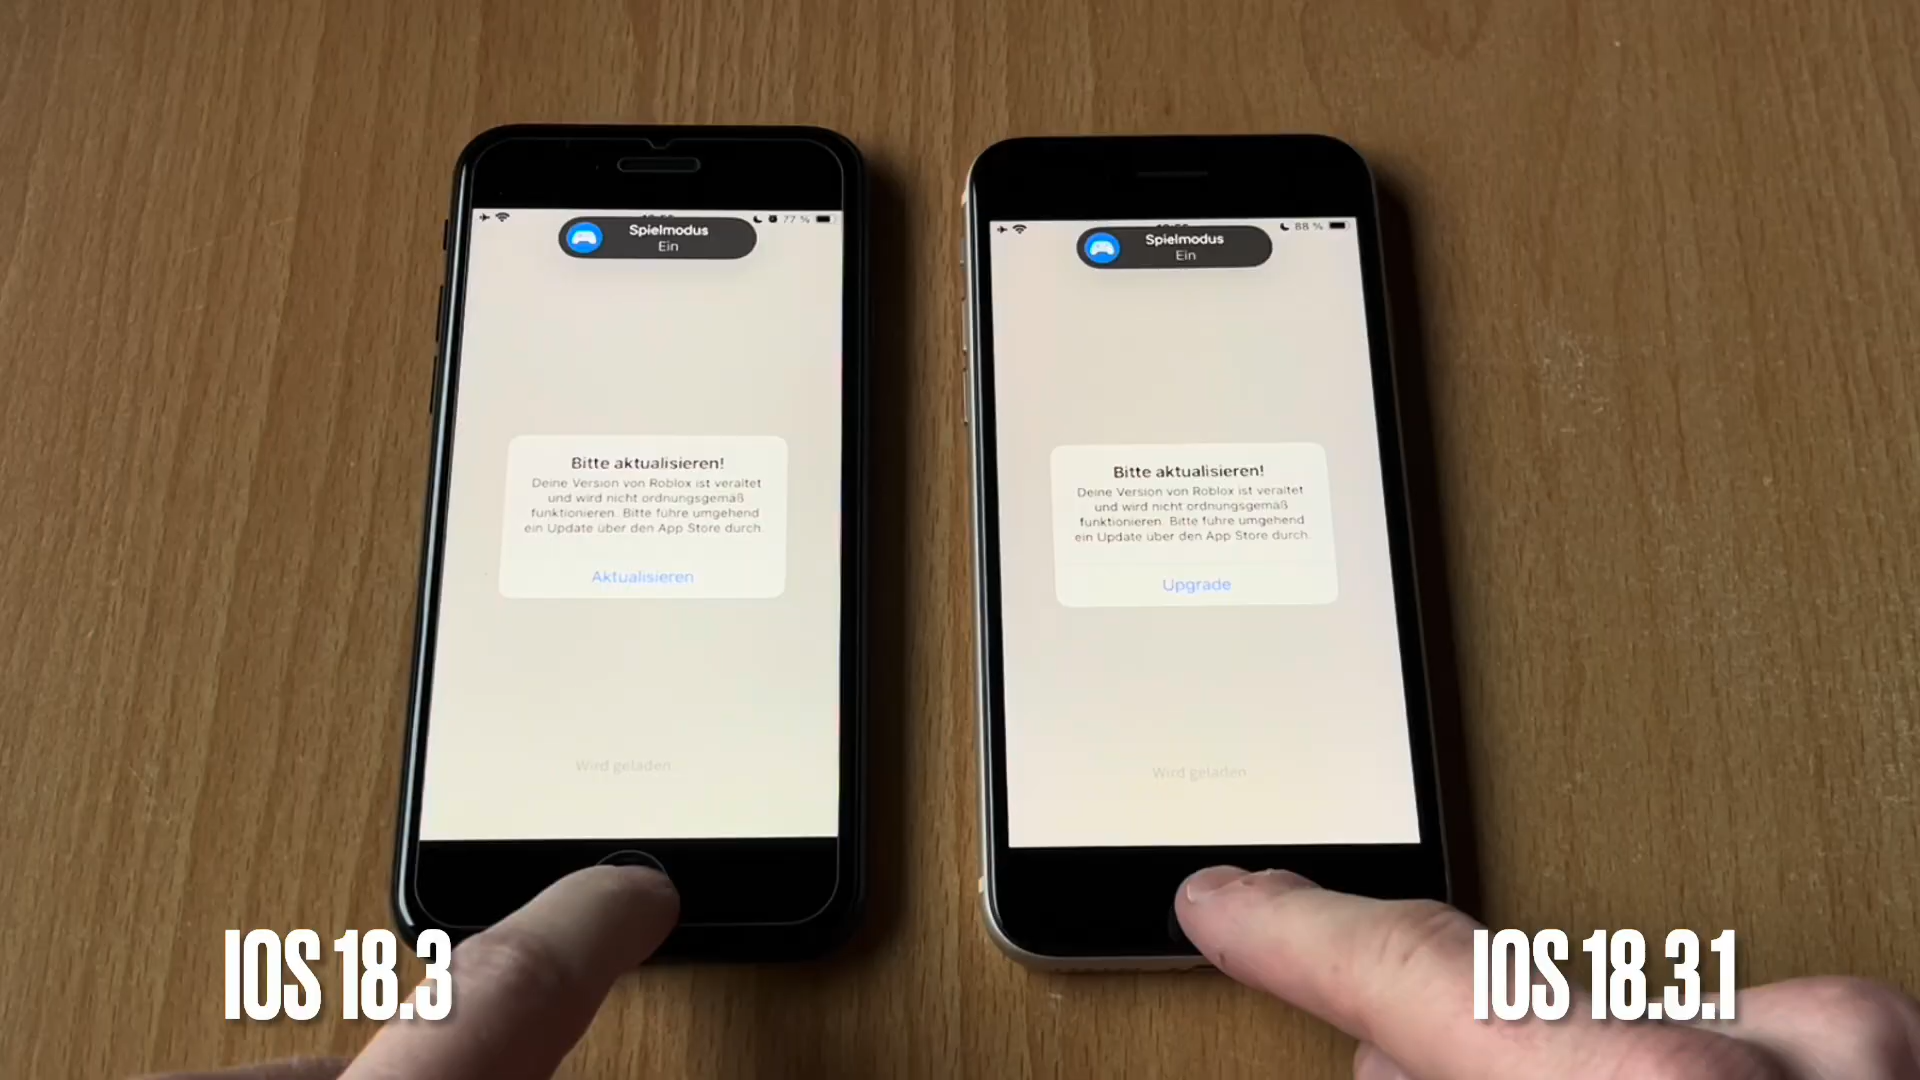 77 %
Spielmodus
Ein
Bitte aktualisieren!
Deine Version von Roblox ist veraltet
und wird nicht ordnungsgemäß
funktionieren. Bitte führe umgehend
ein Update über den App Store durch.
Aktualisieren
Wird geladen
IOS 18.3
88 %
Spielmodus
Ein
Bitte aktualisieren!
Deine Version von Roblox ist veraltet
und wird nicht ordnungsgemäß
funktionieren. Bitte führe umgehend
ein Update über den App Store durch.
Upgrade
Wird geladen
IOS 18.3.1